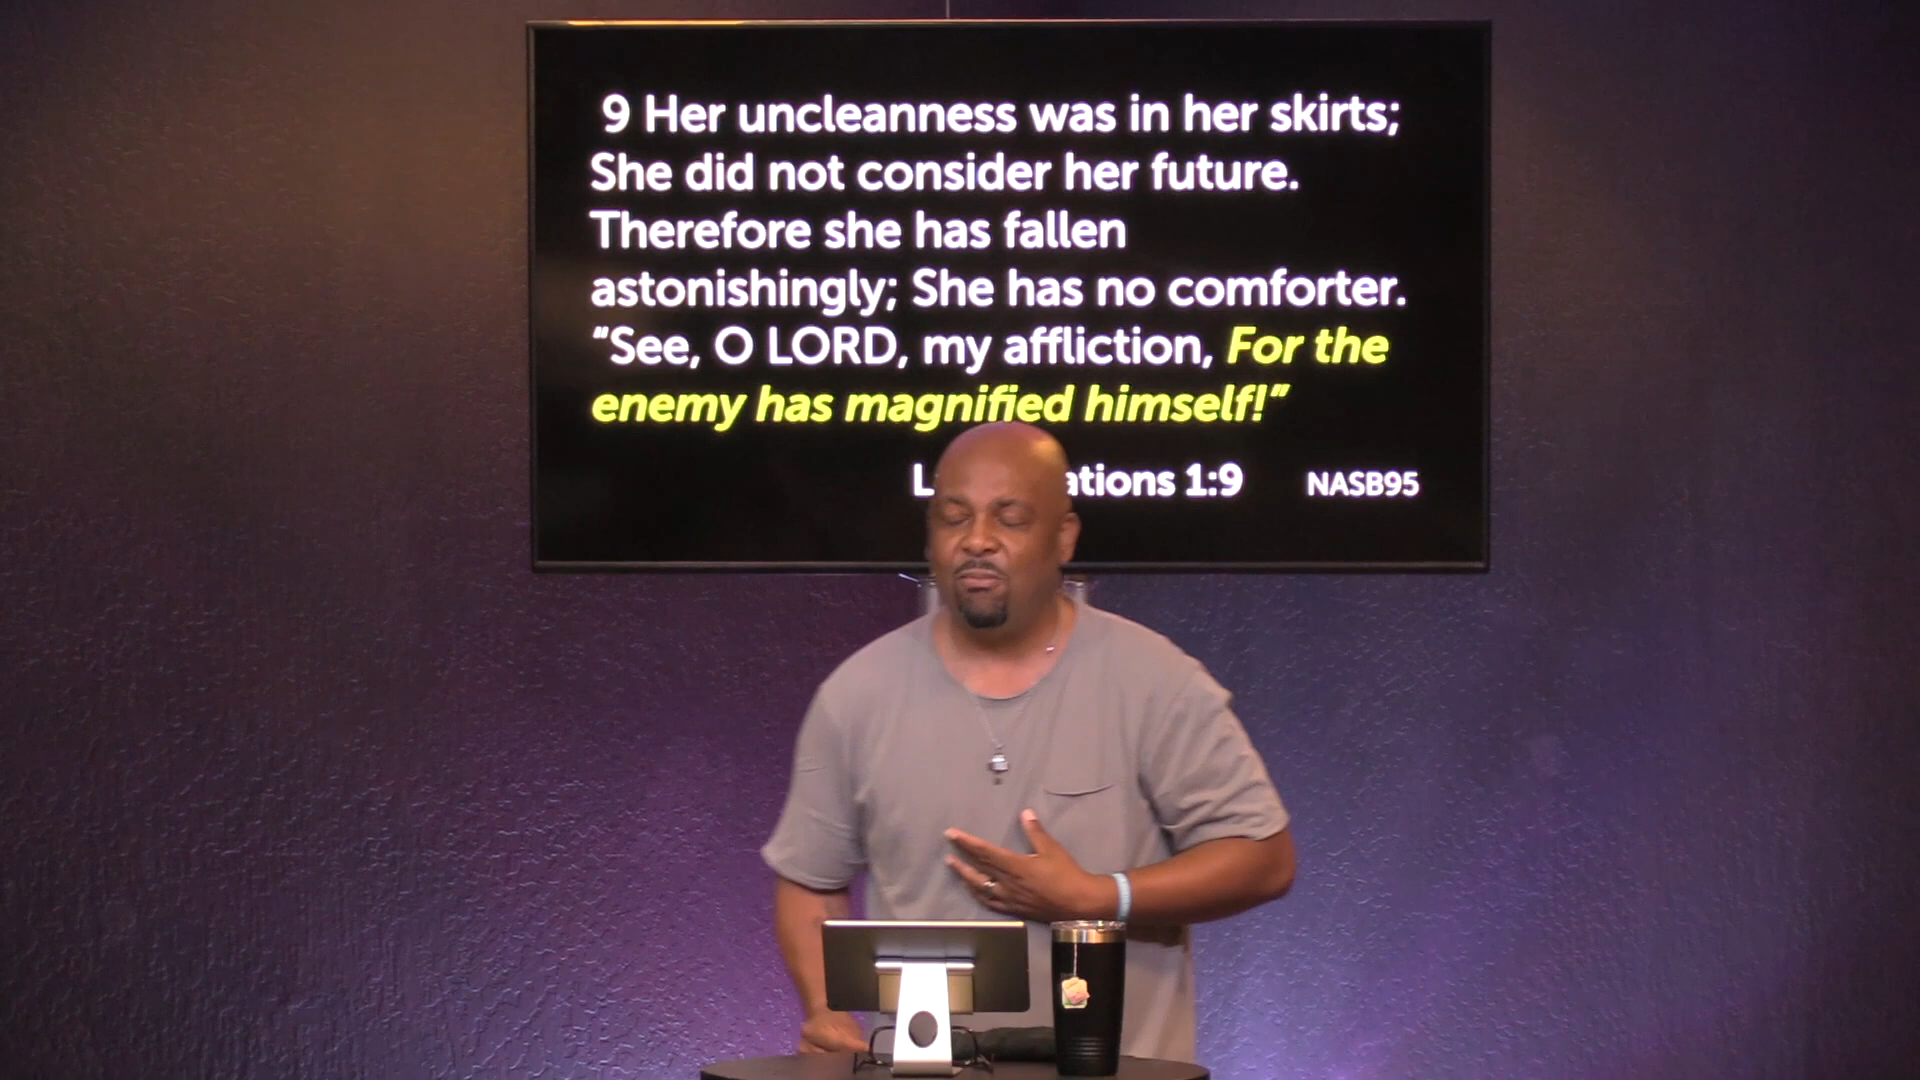 9 Her uncleanness was in her skirts;
She did not consider her future.
Therefore she has fallen
astonishingly; She has no comforter.
“See, O LORD, my affliction, For the
enemy has magnified himself!”
L ations 1:9 NASB95